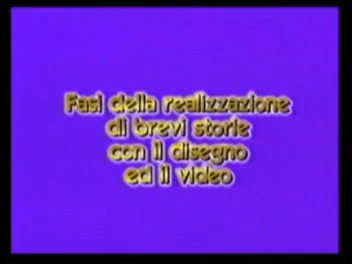 Fasi della realizzazione
di brevi storie
con il disegno
ed il video